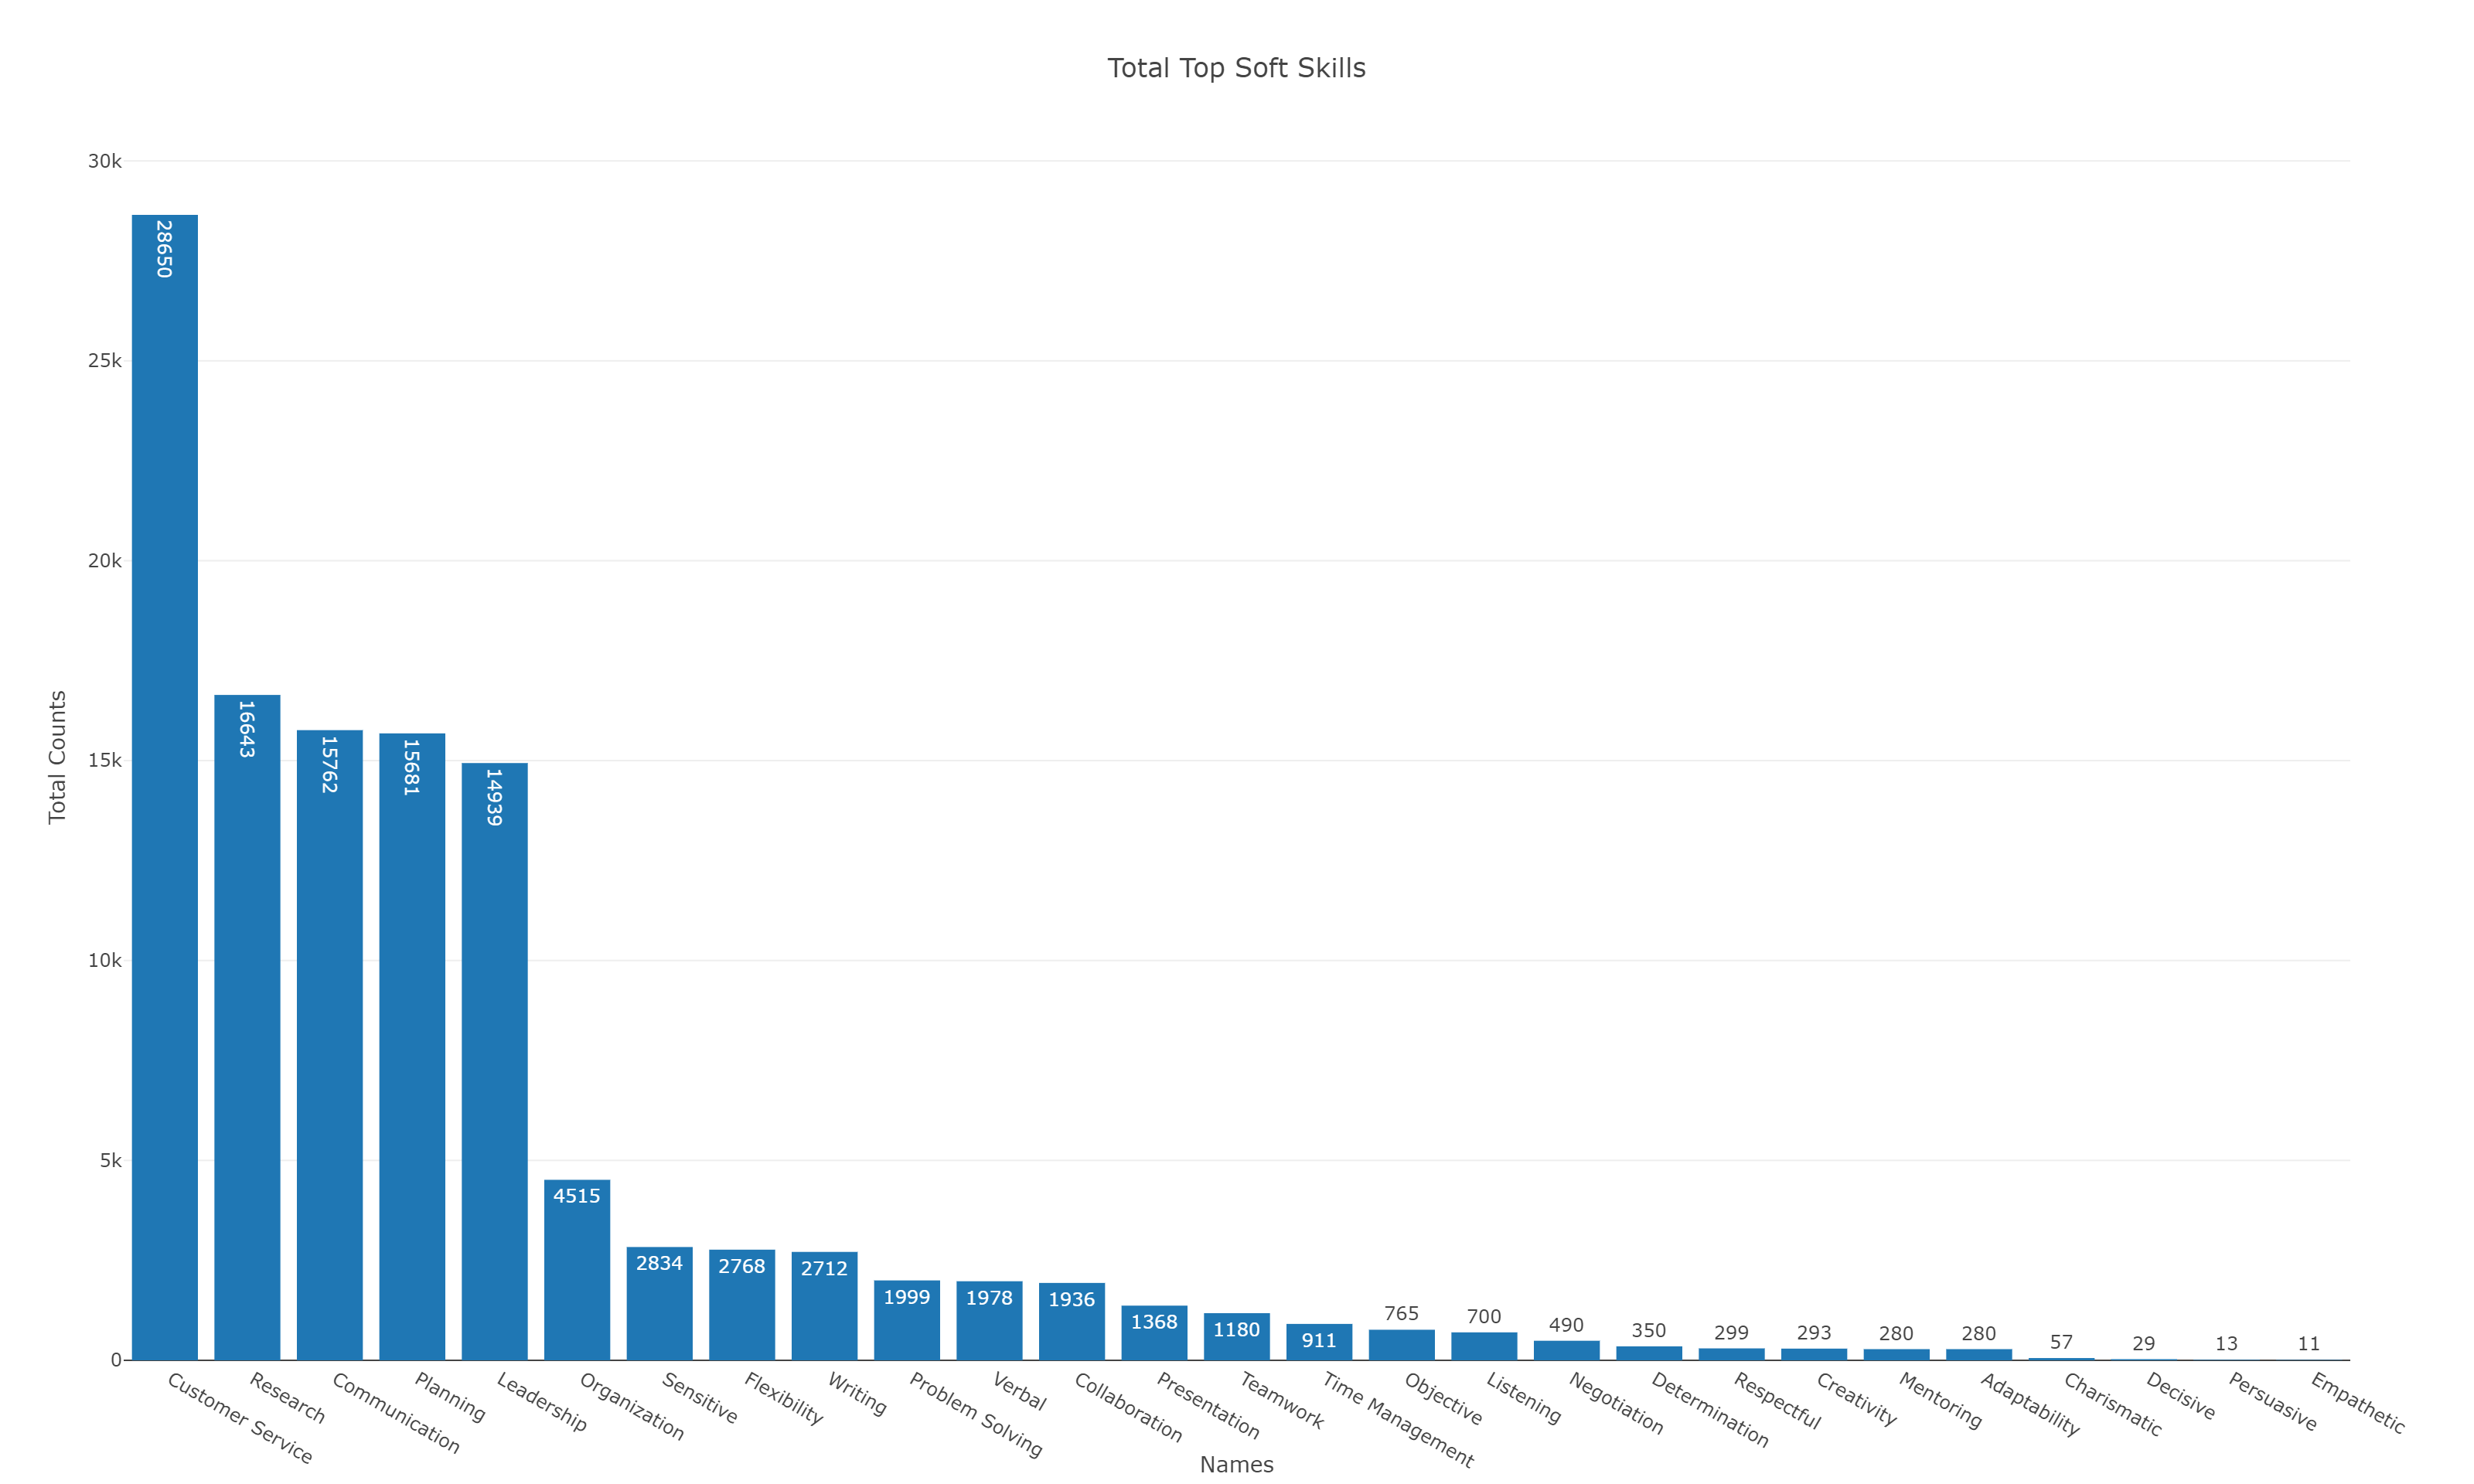 Total Top Soft Skills
30k
25k
20k
15k
10k
5k
0
Total Counts
28650
16643
15762
15681
14939
4515
2834
2768
2712
1999
1978
1936
1368
1180
911
765
700
490
350
299
293
280
280
57
29
13
11
Customer Service
Research
Communication
Planning
Leadership
Organization
Sensitive
Flexibility
Writing
Problem Solving
Verbal
Collaboration
Presentation
Teamwork
Time Management
Objective
Listening
Negotiation
Determination
Respectful
Creativity
Mentoring
Adaptability
Charismatic
Decisive
Persuasive
Empathetic
Names